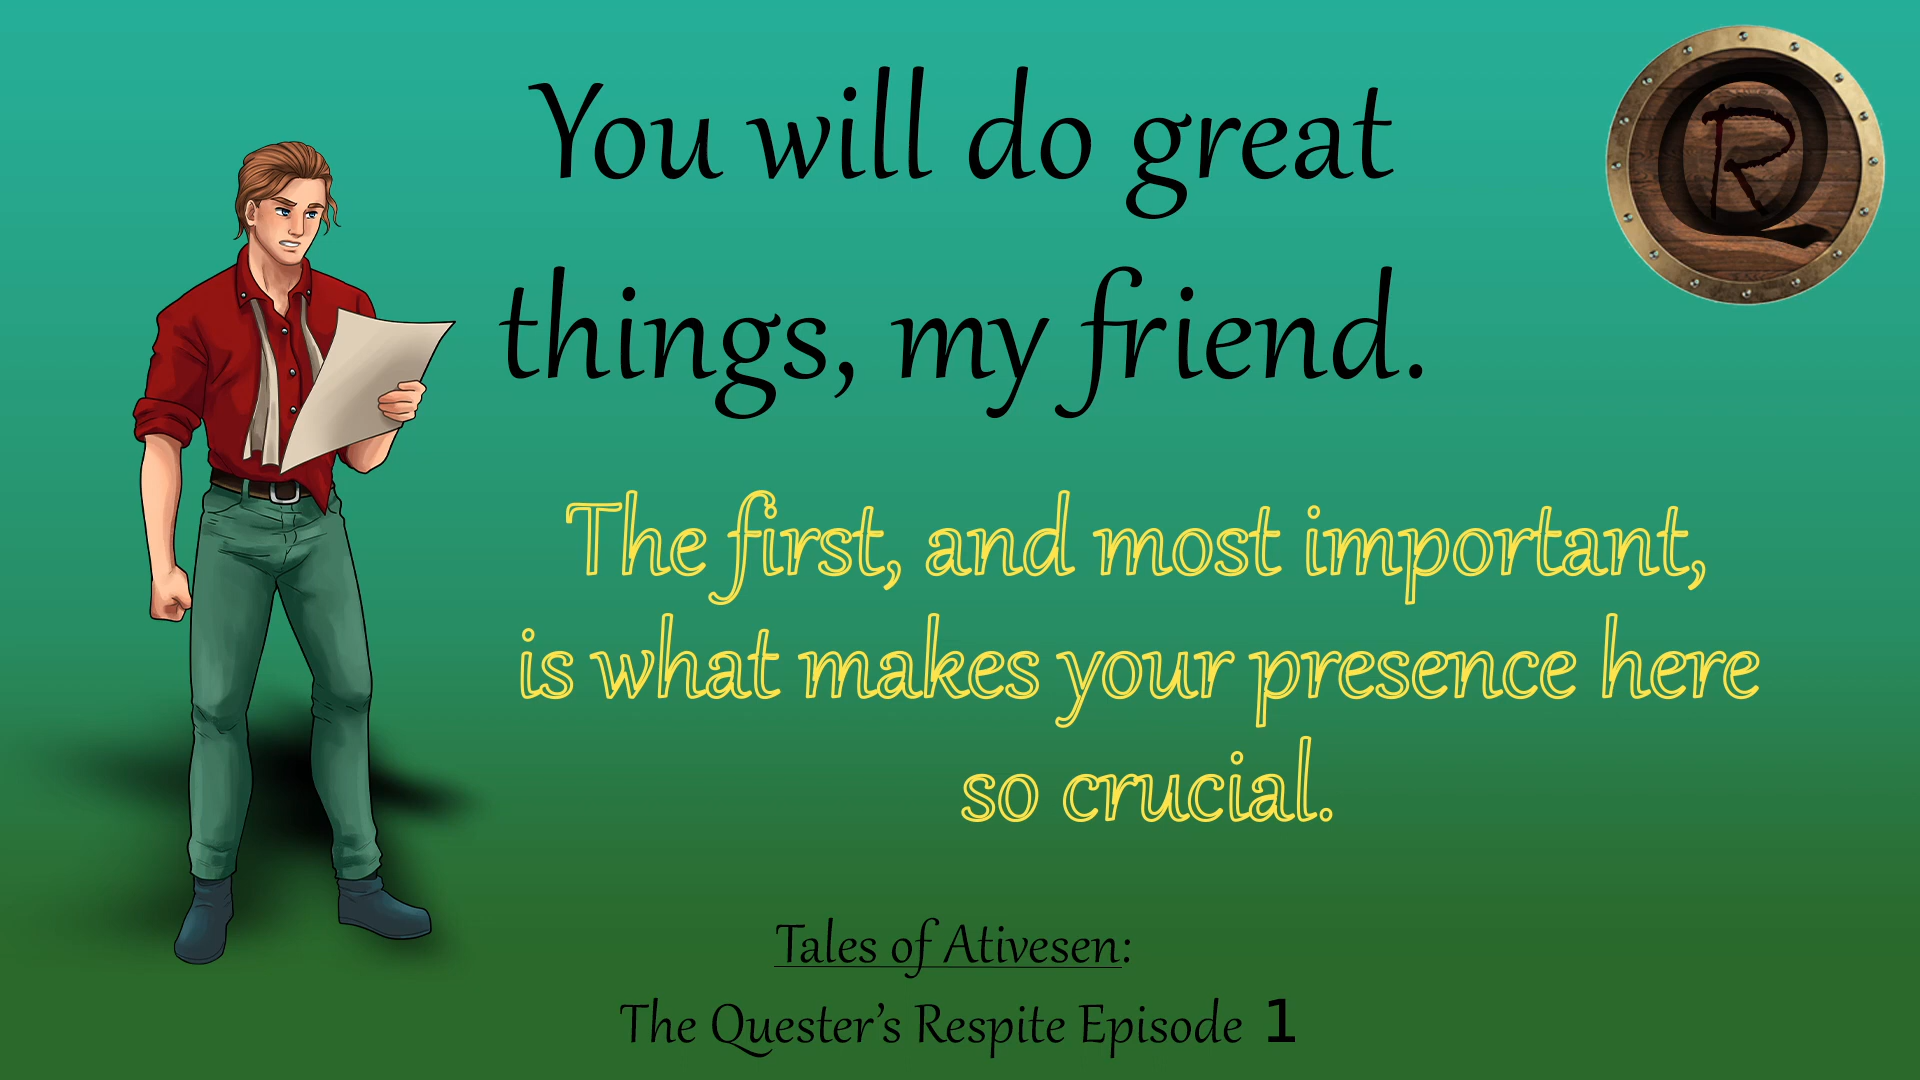 You will do great
things, my friend.
The first, and most important,
is what makes your presence here
so crucial.
Tales of Ativesen:
The Quester's Respite Episode 1
QR